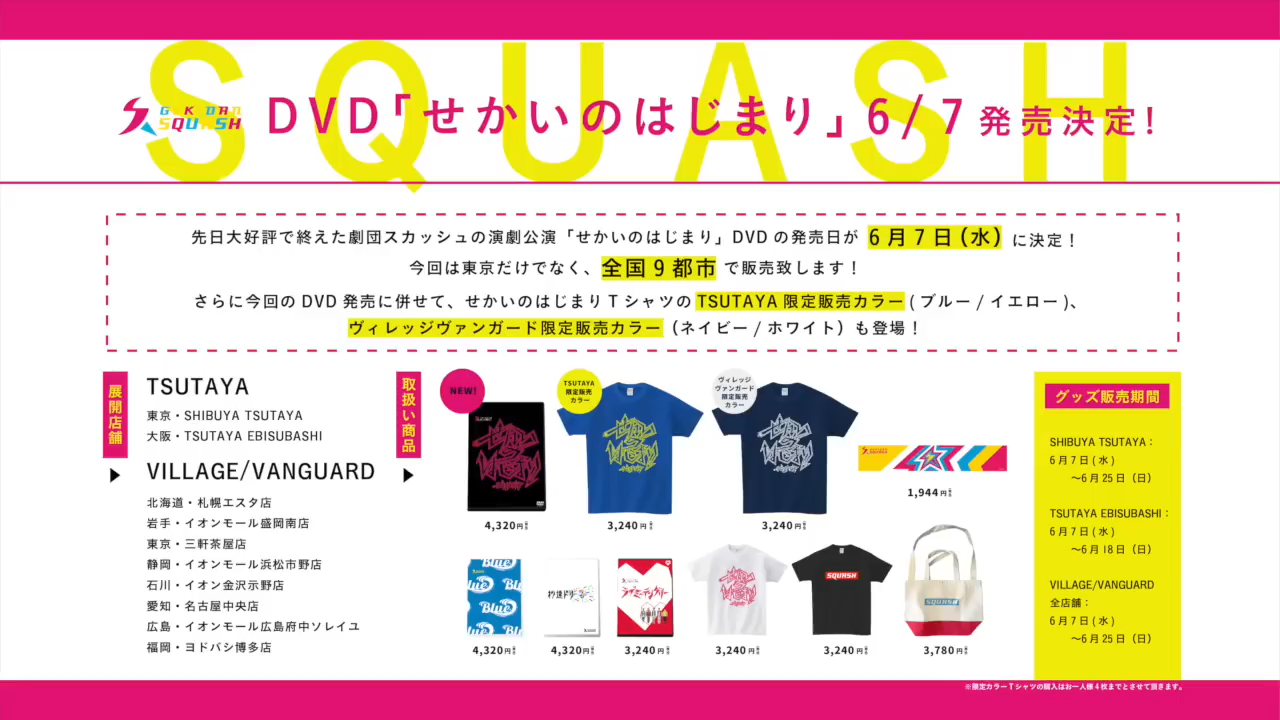 SQUASH
GEKIDAN
SQUASH
DVD「せかいのはじまり」6/7発売決定!
先日大好評で終えた劇団スカッシュの演劇公演「せかいのはじまり」DVDの発売日が 6月7日(水) に決定！
今回は東京だけでなく、全国9都市で販売致します！
さらに今回のDVD発売に併せて、せかいのはじまりTシャツのTSUTAYA限定販売カラー(ブルー/イエロー)、
ヴィレッジヴァンガード限定販売カラー（ネイビー/ホワイト）も登場！
展開店舗
TSUTAYA
東京・SHIBUYA TSUTAYA
大阪・TSUTAYA EBISUBASHI
VILLAGE/VANGUARD
北海道・札幌エスタ店
岩手・イオンモール盛岡南店
東京・三軒茶屋店
静岡・イオンモール浜松市野店
石川・イオン金沢示野店
愛知・名古屋中央店
広島・イオンモール広島府中ソレイユ
福岡・ヨドバシ博多店
取扱い商品
NEW!
TSUTAYA
限定販売
カラー
ヴィレッジ
ヴァンガード
限定販売
カラー
せかいのはじまり
4,320円
3,240円
3,240円
1,944円
Blue
SQUASH
SQUASH
4,320円
4,320円
3,240円
3,240円
3,240円
3,780円
グッズ販売期間
SHIBUYA TSUTAYA：
6月7日(水)
～6月25日（日）
TSUTAYA EBISUBASHI：
6月7日(水)
～6月18日（日）
VILLAGE/VANGUARD
全店舗：
6月7日(水)
～6月25日（日）
※限定カラーTシャツの購入はお一人様4枚までとさせて頂きます。